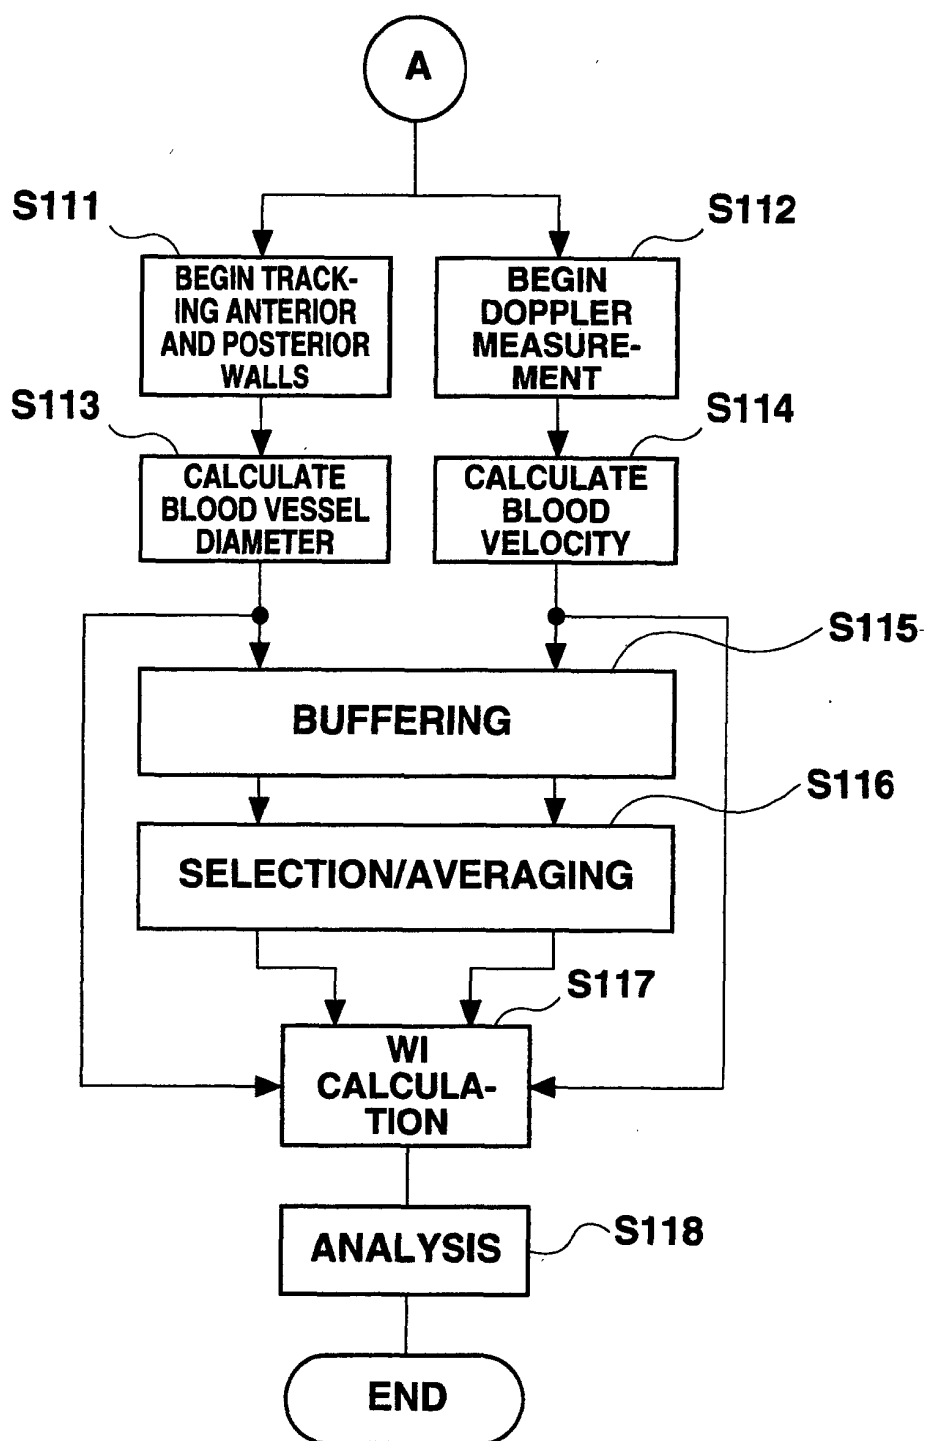 A
S111
S112
BEGIN TRACK-
ING ANTERIOR
AND POSTERIOR
WALLS
BEGIN
DOPPLER
MEASURE-
MENT
S113
S114
CALCULATE
BLOOD VESSEL
DIAMETER
CALCULATE
BLOOD
VELOCITY
S115
BUFFERING
S116
SELECTION/AVERAGING
S117
WI
CALCULA-
TION
ANALYSIS
S118
END